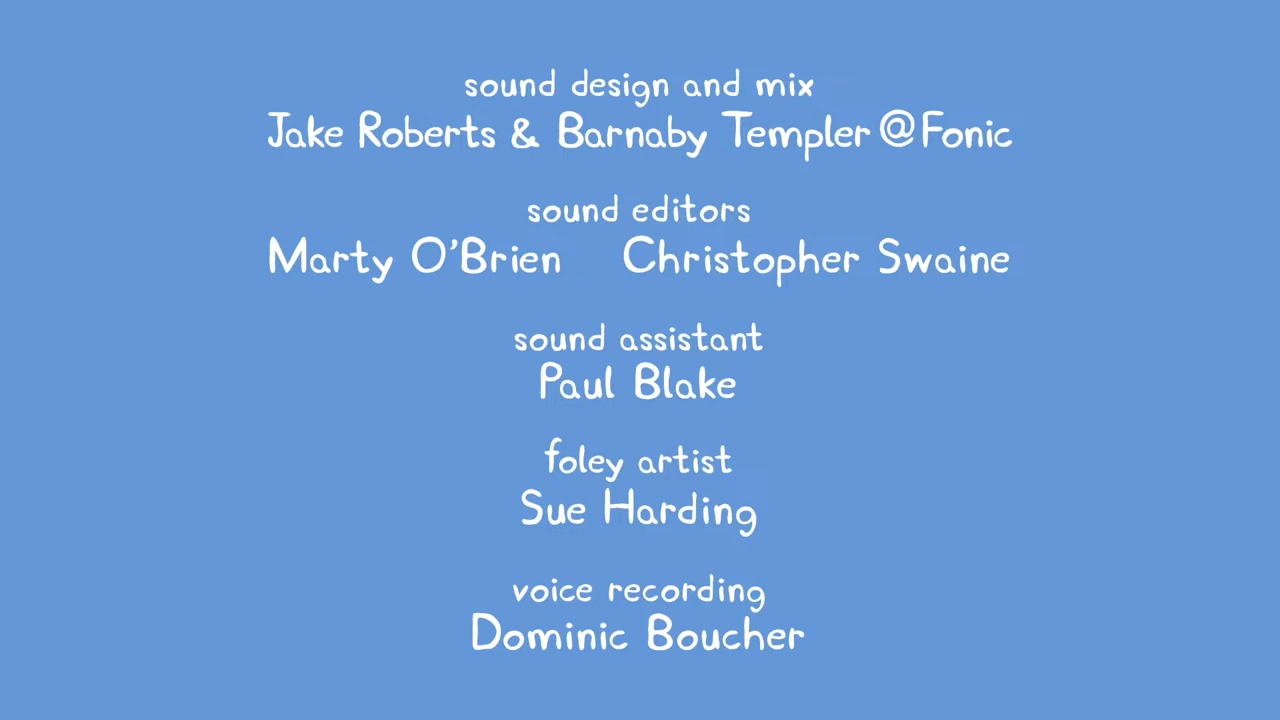 sound design and mix
Jake Roberts & Barnaby Templer @ Fonic
sound editors
Marty O'Brien Christopher Swaine
sound assistant
Paul Blake
foley artist
Sue Harding
voice recording
Dominic Boucher